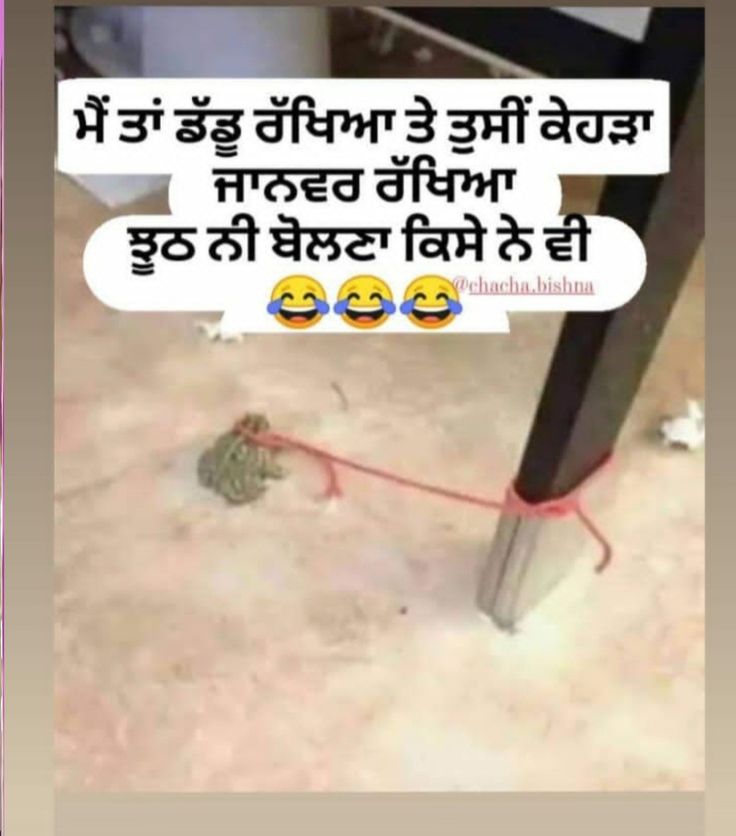 ਮੈਂ ਤਾਂ ਡੱਡੂ ਰੱਖਿਆ ਤੇ ਤੁਸੀਂ ਕੇਹੜਾ
ਜਾਨਵਰ ਰੱਖਿਆ
ਝੂਠ ਨੀ ਬੋਲਣਾ ਕਿਸੇ ਨੇ ਵੀ
😂😂😂 @chacha.bishna